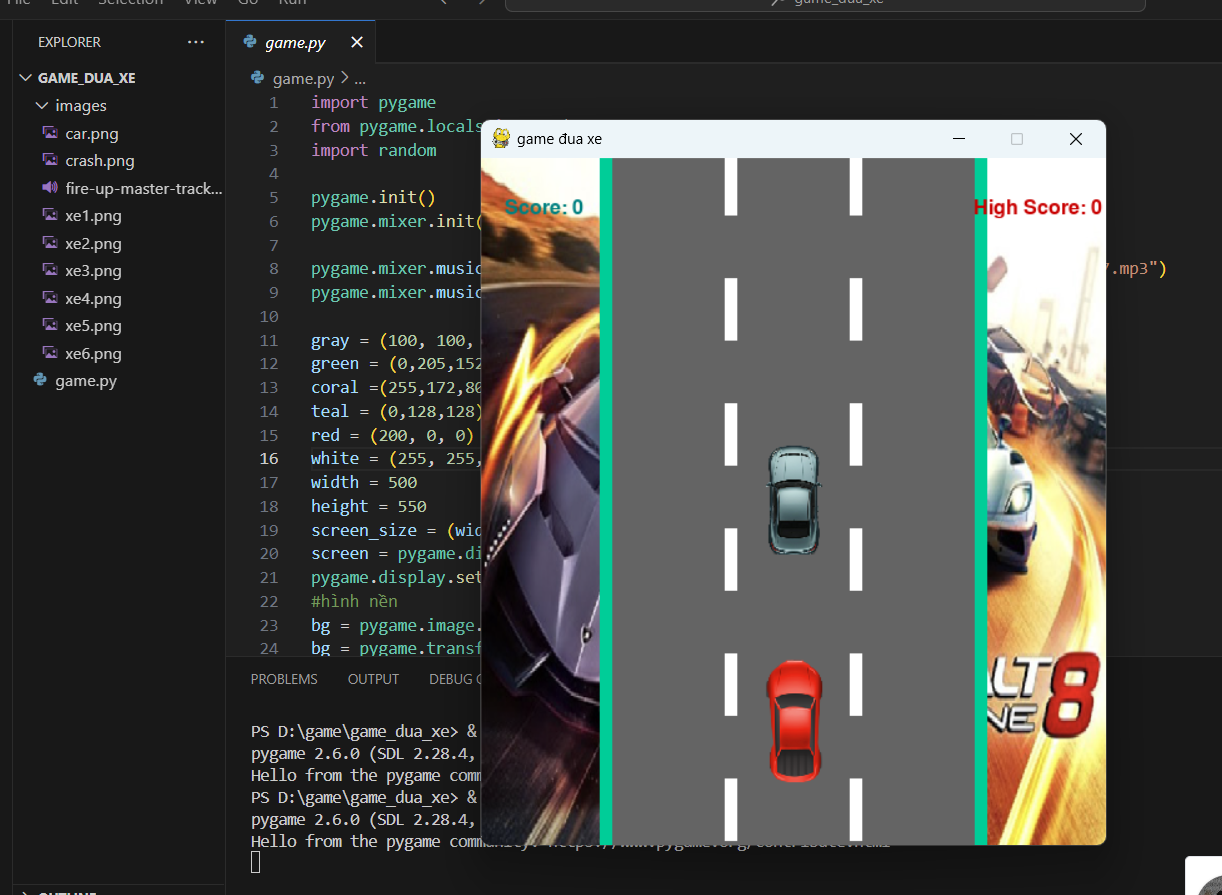 File Edit Selection View Go Run
game_dua_xe
EXPLORER ...
GAME_DUA_XE
images
car.png
crash.png
fire-up-master-track...
xe1.png
xe2.png
xe3.png
xe4.png
xe5.png
xe6.png
game.py
OUTLINE
game.py
game.py > ...
1 import pygame
2 from pygame.locals
3 import random
4
5 pygame.init()
6 pygame.mixer.init(
7
8 pygame.mixer.music
9 pygame.mixer.music
10
11 gray = (100, 100,
12 green = (0,205,152
13 coral =(255,172,80
14 teal = (0,128,128)
15 red = (200, 0, 0)
16 white = (255, 255,
17 width = 500
18 height = 550
19 screen_size = (wid
20 screen = pygame.di
21 pygame.display.set
22 #hình nền
23 bg = pygame.image.
24 bg = pygame.transf
.mp3")
game đua xe
Score: 0
High Score: 0
ALT
NE 8
PROBLEMS OUTPUT DEBUG
PS D:\game\game_dua_xe> &
pygame 2.6.0 (SDL 2.28.4,
Hello from the pygame comm
PS D:\game\game_dua_xe> &
pygame 2.6.0 (SDL 2.28.4,
Hello from the pygame community. https://www.pygame.org/contribute.html